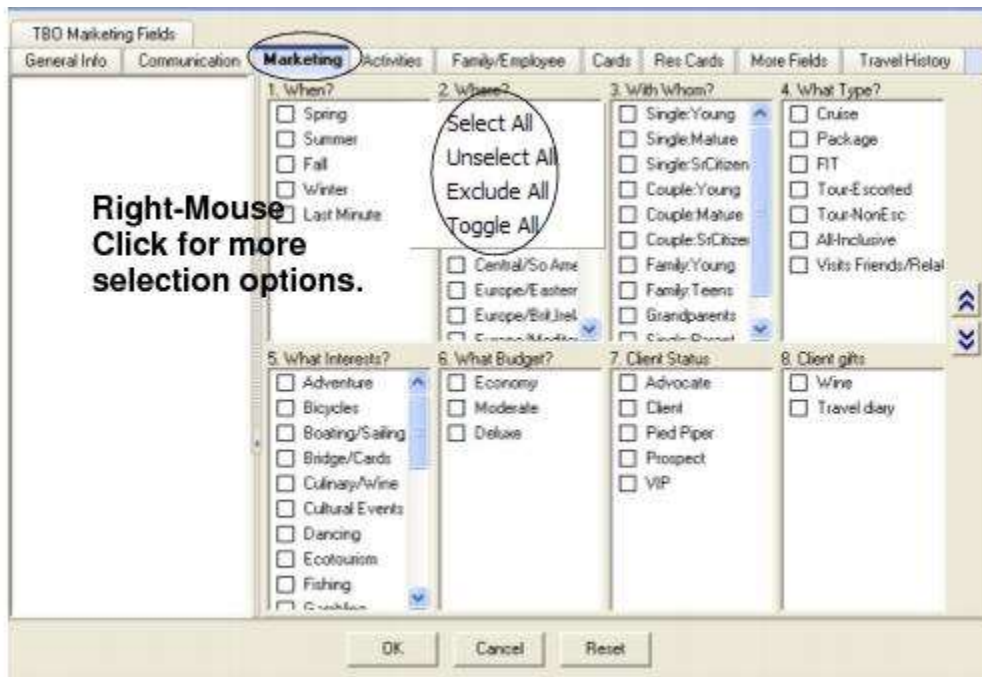 TBO Marketing Fields
General Info Communication Marketing Activities Family/Employee Cards Res Cards More Fields Travel History
1. When?
Spring
Summer
Fall
Winter
Last Minute
2. Where?
Select All
Unselect All
Exclude All
Toggle All
Central/So Ame
Europe/Eastern
Europe/Brit,Irel
3. With Whom?
Single:Young
Single:Mature
Single:SrCitizen
Couple:Young
Couple:Mature
Couple:SrCitizen
Family:Young
Family:Teens
Grandparents
Single Parent
4. What Type?
Cruise
Package
FIT
Tour-Escorted
Tour-NonEsc
All-Inclusive
Visits Friends/Relat
Right-Mouse
Click for more
selection options.
5. What Interests?
Adventure
Bicycles
Boating/Sailing
Bridge/Cards
Culinary/Wine
Cultural Events
Dancing
Ecotourism
Fishing
Gambling
6. What Budget?
Economy
Moderate
Deluxe
7. Client Status
Advocate
Client
Pied Piper
Prospect
VIP
8. Client gifts
Wine
Travel diary
OK Cancel Reset